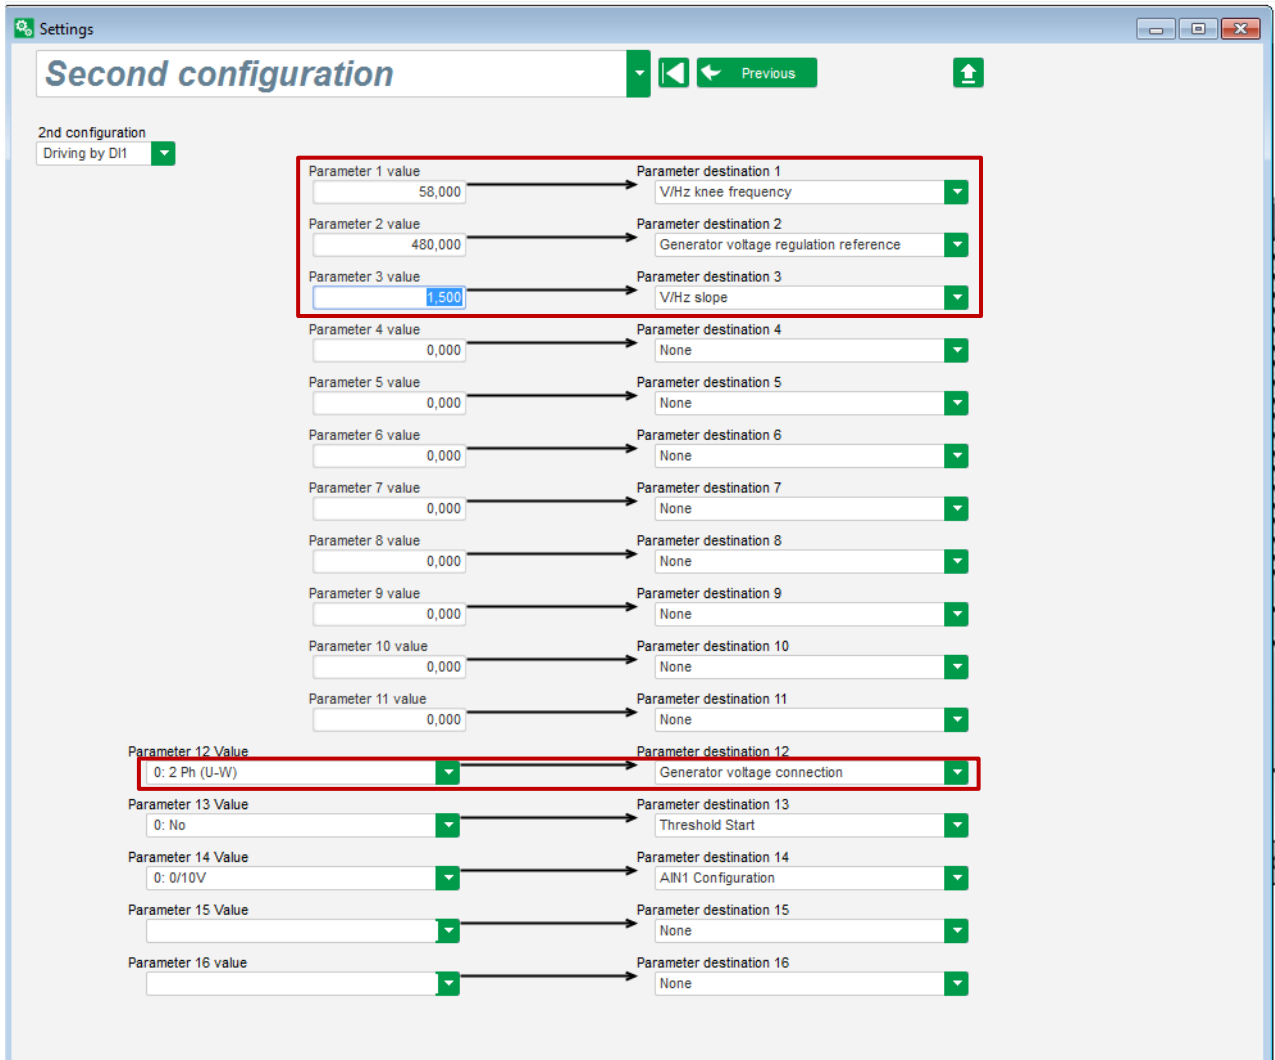 Settings
Second configuration
Previous
2nd configuration
Driving by DI1
Parameter 1 value
Parameter destination 1
58,000
V/Hz knee frequency
Parameter 2 value
Parameter destination 2
480,000
Generator voltage regulation reference
Parameter 3 value
Parameter destination 3
1,500
V/Hz slope
Parameter 4 value
Parameter destination 4
0,000
None
Parameter 5 value
Parameter destination 5
0,000
None
Parameter 6 value
Parameter destination 6
0,000
None
Parameter 7 value
Parameter destination 7
0,000
None
Parameter 8 value
Parameter destination 8
0,000
None
Parameter 9 value
Parameter destination 9
0,000
None
Parameter 10 value
Parameter destination 10
0,000
None
Parameter 11 value
Parameter destination 11
0,000
None
Parameter 12 Value
Parameter destination 12
0: 2 Ph (U-W)
Generator voltage connection
Parameter 13 Value
Parameter destination 13
0: No
Threshold Start
Parameter 14 Value
Parameter destination 14
0: 0/10V
AIN1 Configuration
Parameter 15 Value
Parameter destination 15
None
Parameter 16 value
Parameter destination 16
None